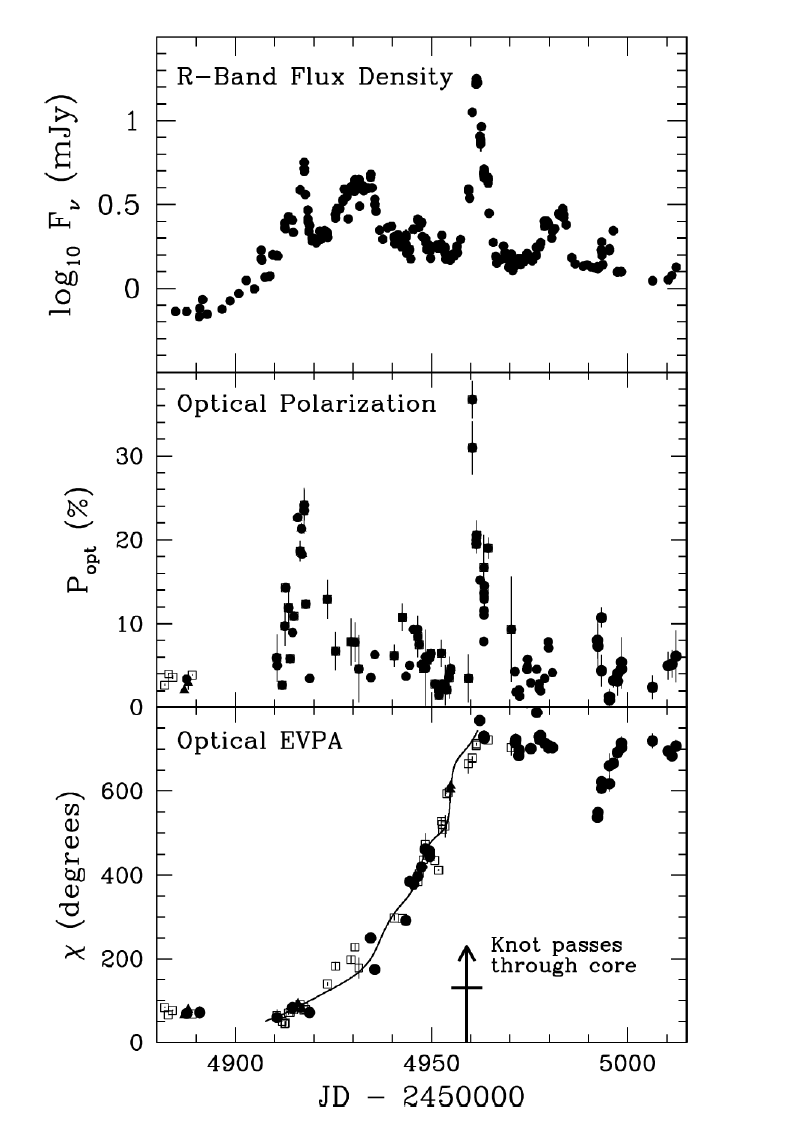 R-Band Flux Density
log10 Fν (mJy)
1
0.5
0
Optical Polarization
Popt (%)
30
20
10
0
Optical EVPA
χ (degrees)
600
400
200
0
Knot passes
through core
4900 4950 5000
JD - 2450000